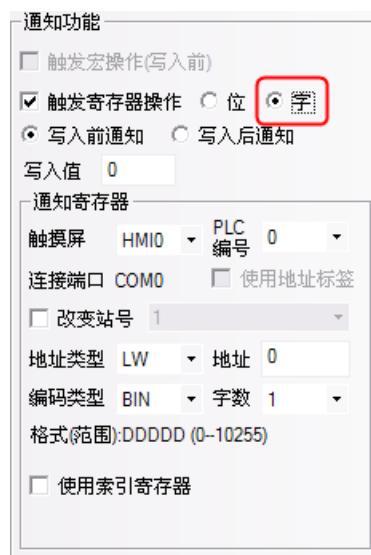 通知功能
触发宏操作(写入前)
触发寄存器操作 位 字
写入前通知 写入后通知
写入值 0
通知寄存器
触摸屏 HMI0 PLC编号 0
连接端口 COM0 使用地址标签
改变站号 1
地址类型 LW 地址 0
编码类型 BIN 字数 1
格式(范围):DDDDD (0--10255)
使用索引寄存器